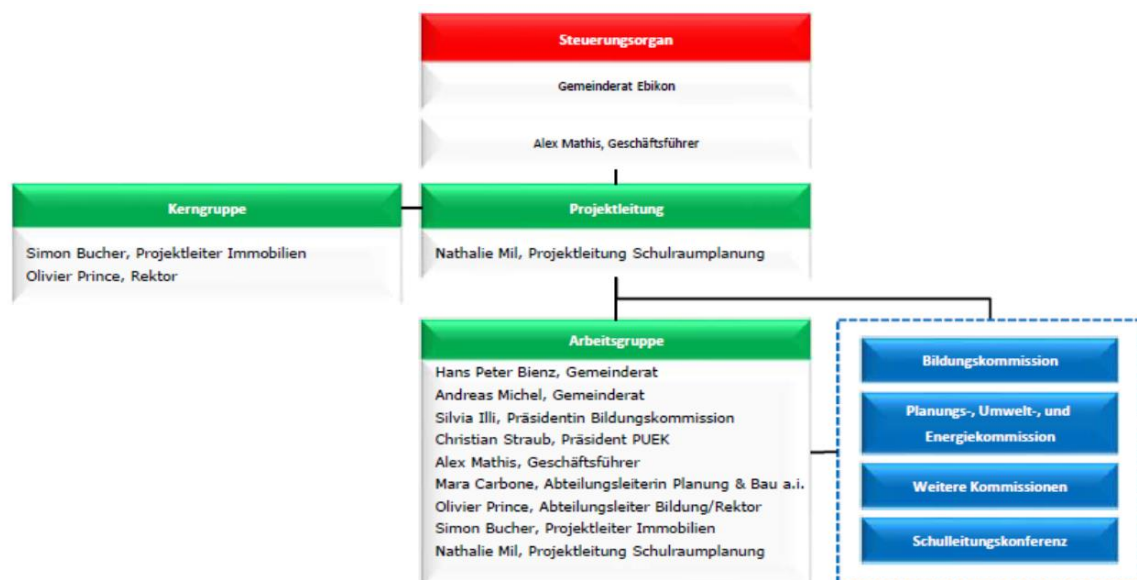 Steuerungsorgan
Gemeinderat Ebikon
Alex Mathis, Geschäftsführer
Kerngruppe
Simon Bucher, Projektleiter Immobilien
Olivier Prince, Rektor
Projektleitung
Nathalie Mil, Projektleitung Schulraumplanung
Arbeitsgruppe
Hans Peter Bienz, Gemeinderat
Andreas Michel, Gemeinderat
Silvia Illi, Präsidentin Bildungskommission
Christian Straub, Präsident PUEK
Alex Mathis, Geschäftsführer
Mara Carbone, Abteilungsleiterin Planung & Bau a.i.
Olivier Prince, Abteilungsleiter Bildung/Rektor
Simon Bucher, Projektleiter Immobilien
Nathalie Mil, Projektleitung Schulraumplanung
Bildungskommission
Planungs-, Umwelt-, und
Energiekommission
Weitere Kommissionen
Schulleitungskonferenz